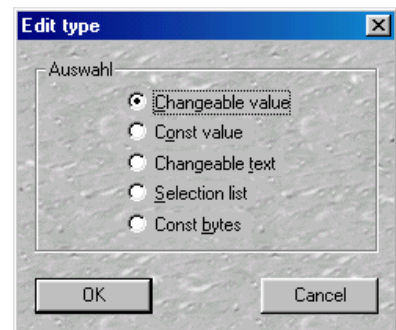 Edit type
Auswahl
Changeable value
Const value
Changeable text
Selection list
Const bytes
OK Cancel